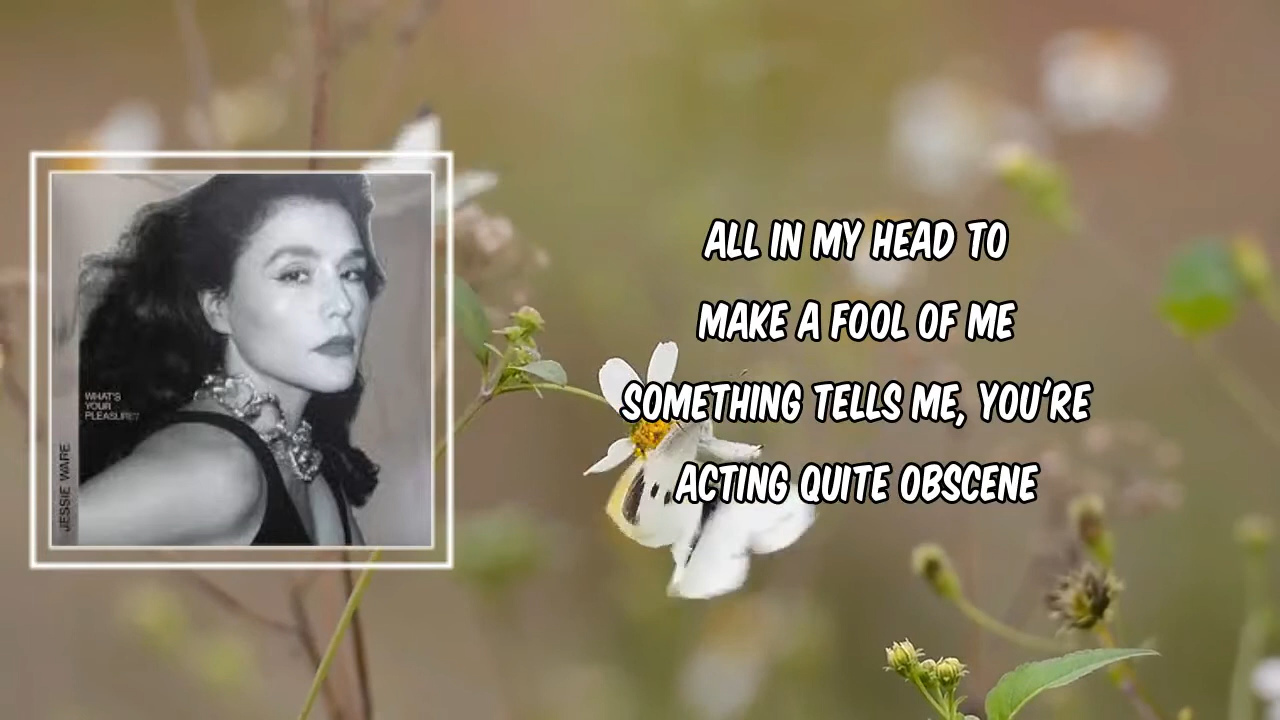 WHAT'S
YOUR
PLEASURE?
JESSIE WARE
ALL IN MY HEAD TO
MAKE A FOOL OF ME
SOMETHING TELLS ME, YOU'RE
ACTING QUITE OBSCENE